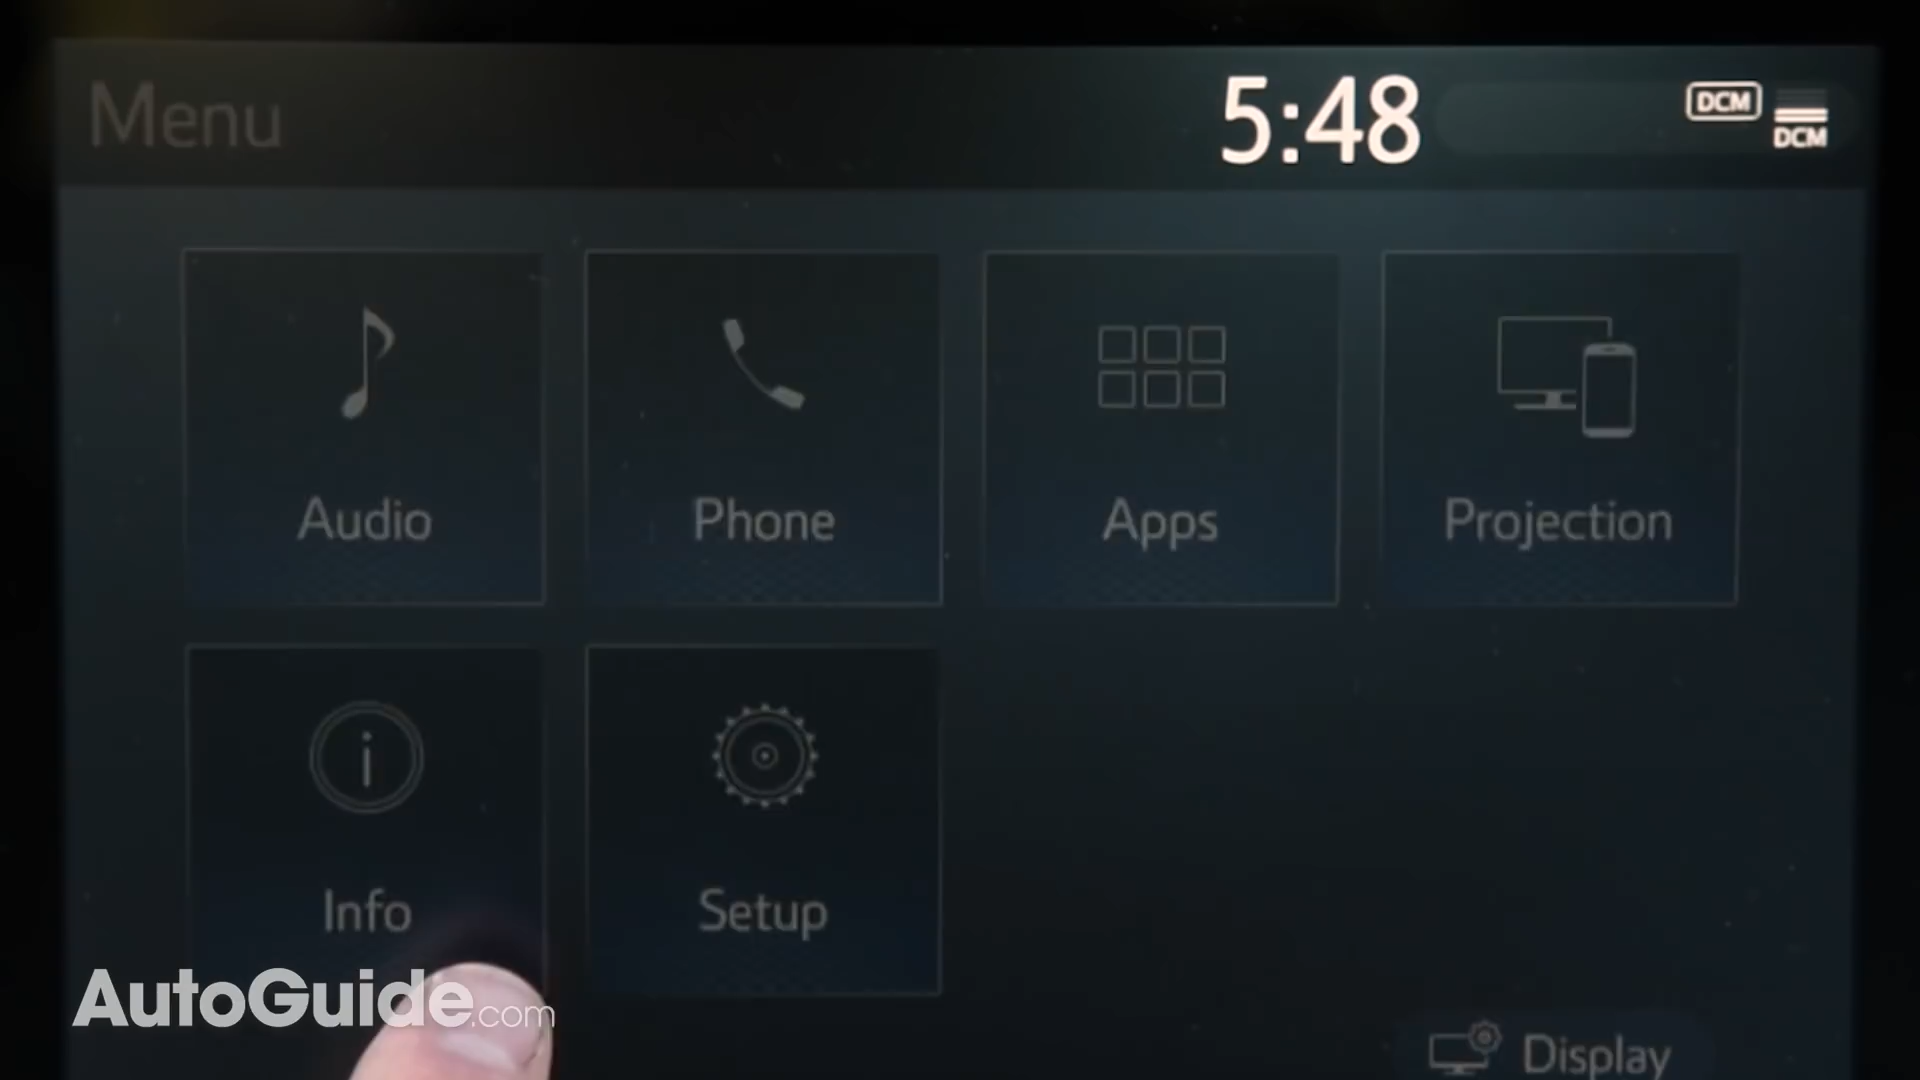 Menu
5:48
DCM
DCM
Audio
Phone
Apps
Projection
i
Info
Setup
AutoGuide.com
Display